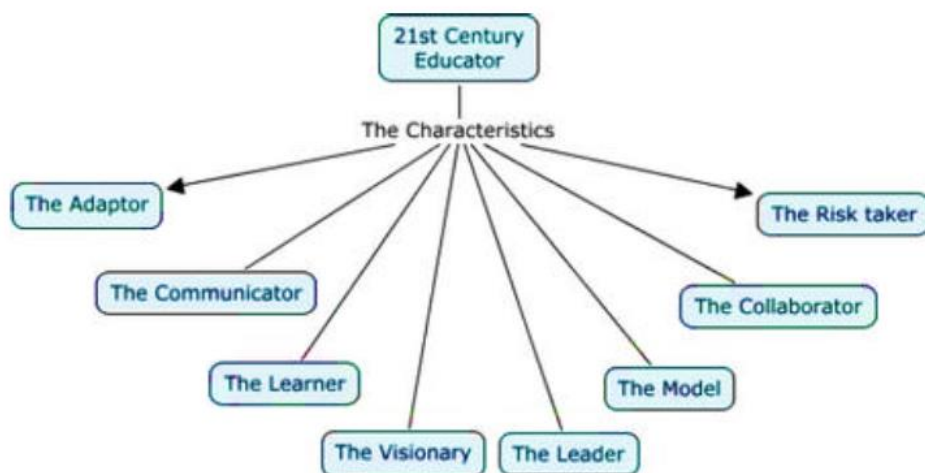 21st Century
Educator
The Characteristics
The Adaptor
The Risk taker
The Communicator
The Collaborator
The Learner
The Model
The Visionary
The Leader